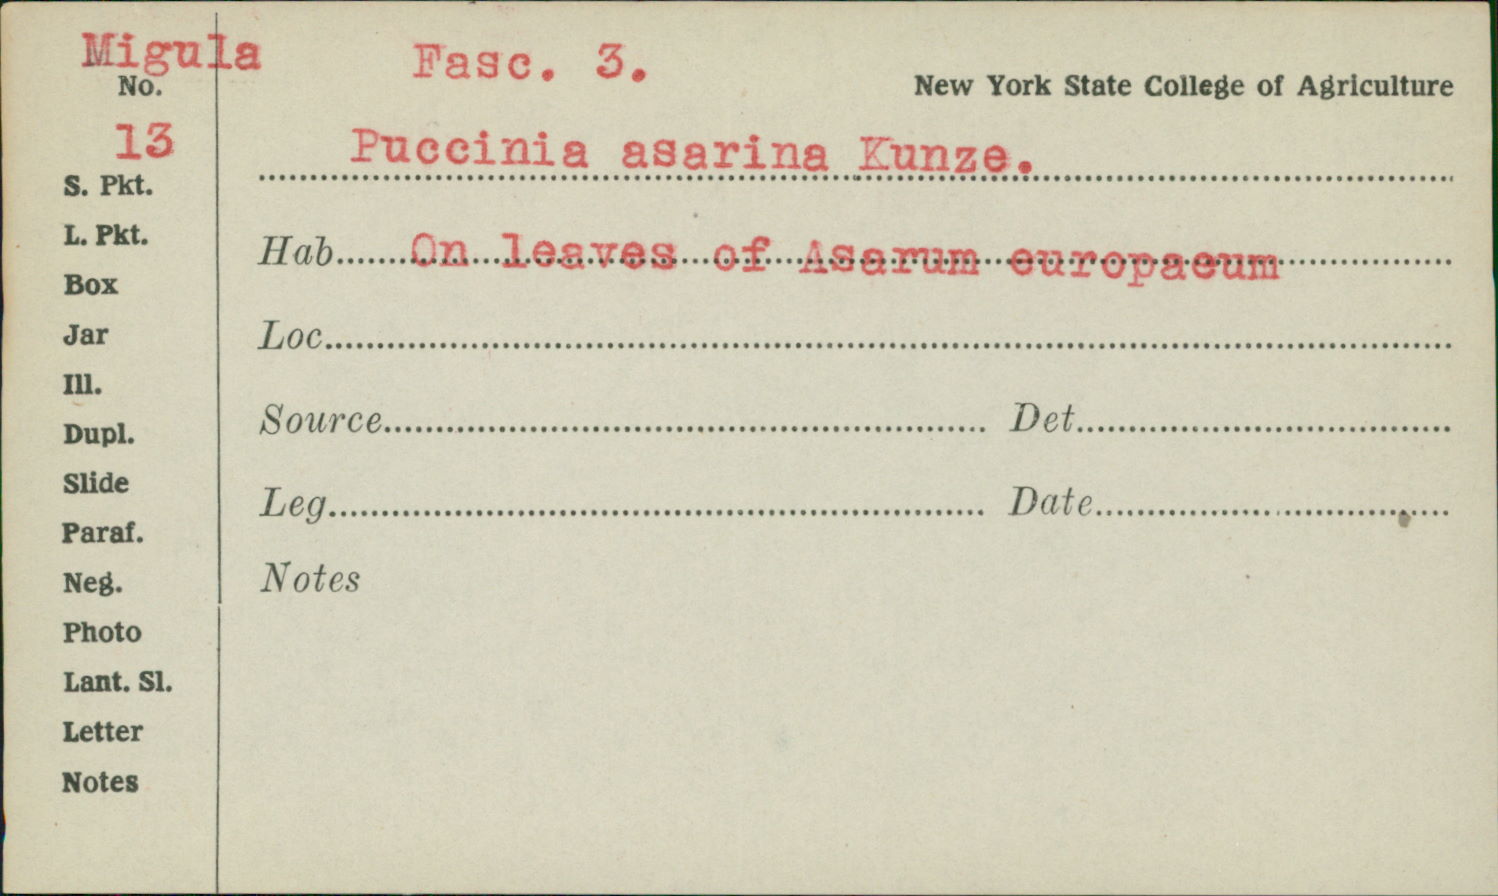 Migula Fasc. 3.
No. New York State College of Agriculture
13 Puccinia asarina Kunze.
S. Pkt.
L. Pkt.
Hab. On leaves of Asarum europaeum
Box
Jar
Loc.
Ill.
Dupl.
Source Det.
Slide
Leg. Date
Paraf.
Neg.
Notes
Photo
Lant. Sl.
Letter
Notes